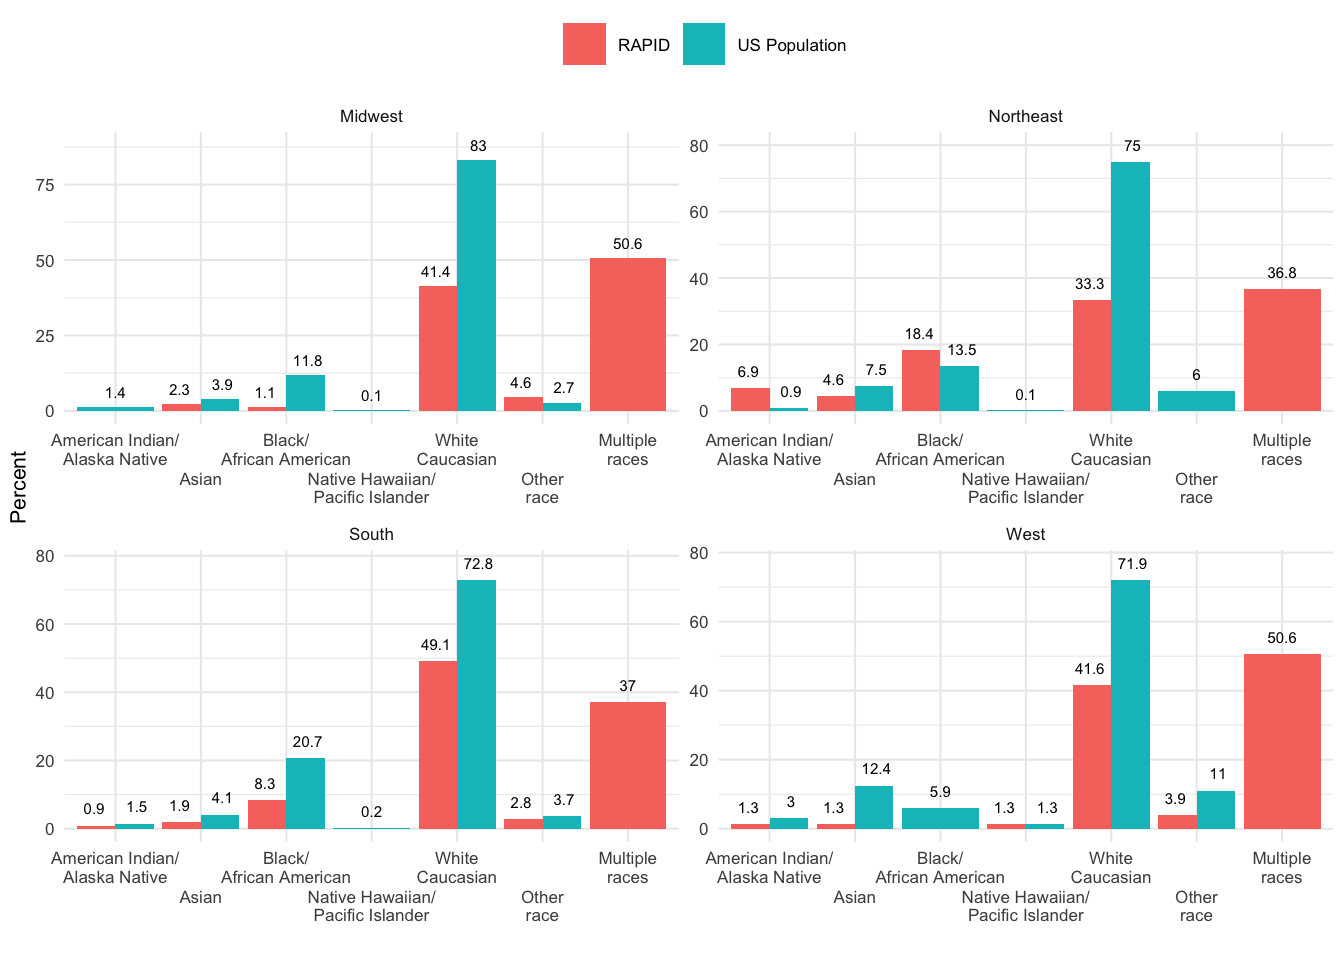 RAPID US Population
Midwest
83
50.6
41.4
11.8
1.4 2.3 3.9 1.1 0.1 4.6 2.7
75
50
25
0
American Indian/
Alaska Native
Asian
Black/
African American
Native Hawaiian/
Pacific Islander
White
Caucasian
Other
race
Multiple
races
Northeast
75
36.8
33.3
18.4 13.5
6.9 0.9 4.6 7.5 0.1 6
80
60
40
20
0
American Indian/
Alaska Native
Asian
Black/
African American
Native Hawaiian/
Pacific Islander
White
Caucasian
Other
race
Multiple
races
Percent
South
72.8
49.1
37
20.7
0.9 1.5 1.9 4.1 8.3 0.2 2.8 3.7
80
60
40
20
0
American Indian/
Alaska Native
Asian
Black/
African American
Native Hawaiian/
Pacific Islander
White
Caucasian
Other
race
Multiple
races
West
71.9
50.6
41.6
12.4 11
1.3 3 1.3 5.9 1.3 1.3 3.9
80
60
40
20
0
American Indian/
Alaska Native
Asian
Black/
African American
Native Hawaiian/
Pacific Islander
White
Caucasian
Other
race
Multiple
races